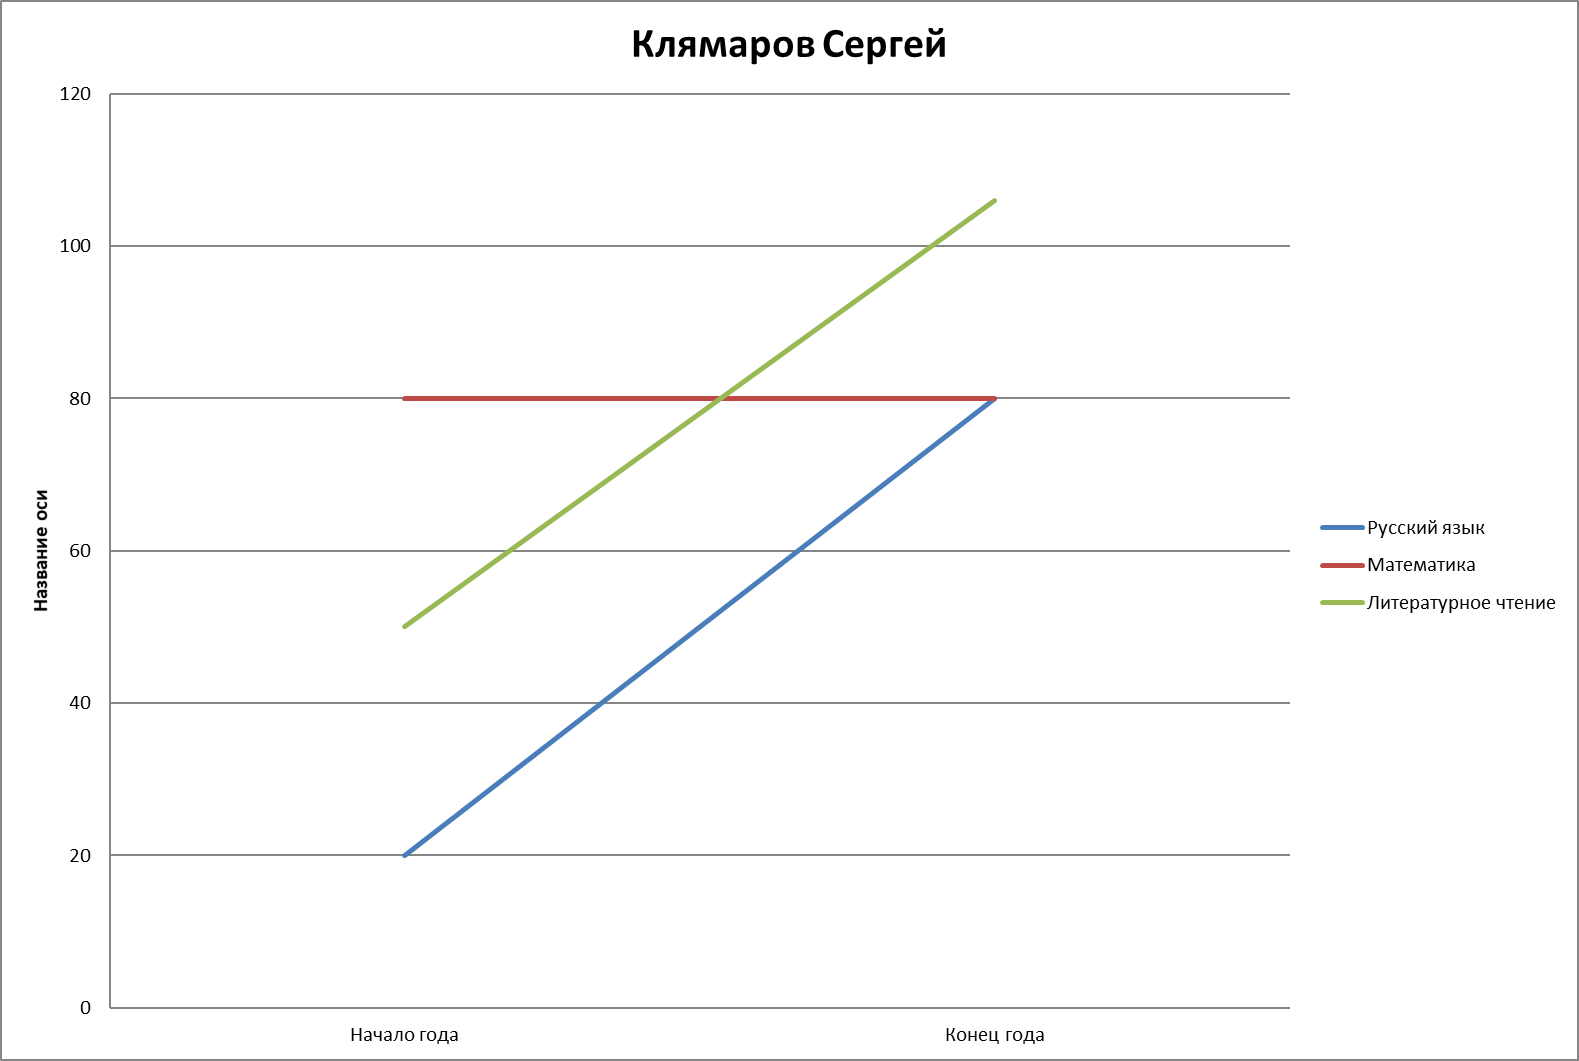 Клямаров Сергей
120
100
80
60
40
20
0
Название оси
Начало года
Конец года
Русский язык
Математика
Литературное чтение